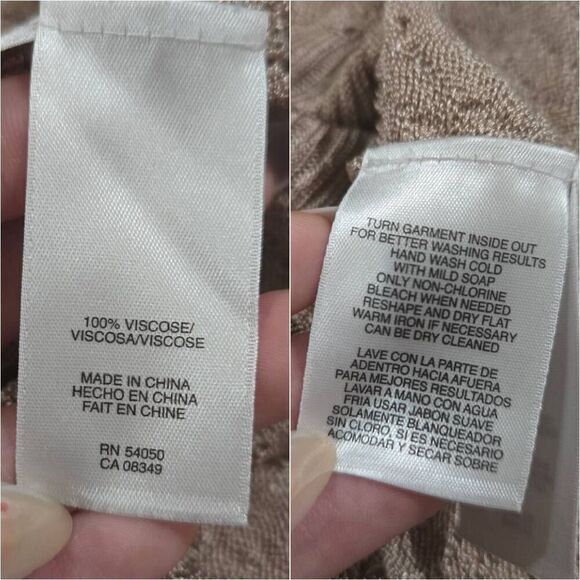 100% VISCOSE/
VISCOSA/VISCOSE
MADE IN CHINA
HECHO EN CHINA
FAIT EN CHINE
RN 54050
CA 08349
TURN GARMENT INSIDE OUT
FOR BETTER WASHING RESULTS
HAND WASH COLD
WITH MILD SOAP
ONLY NON-CHLORINE
BLEACH WHEN NEEDED
RESHAPE AND DRY FLAT
WARM IRON IF NECESSARY
CAN BE DRY CLEANED
LAVE CON LA PARTE DE
ADENTRO HACIA AFUERA
PARA MEJORES RESULTADOS
LAVAR A MANO CON AGUA
FRIA USAR JABON SUAVE
SOLAMENTE BLANQUEADOR
SIN CLORO, SI ES NECESARIO
ACOMODAR Y SECAR SOBRE